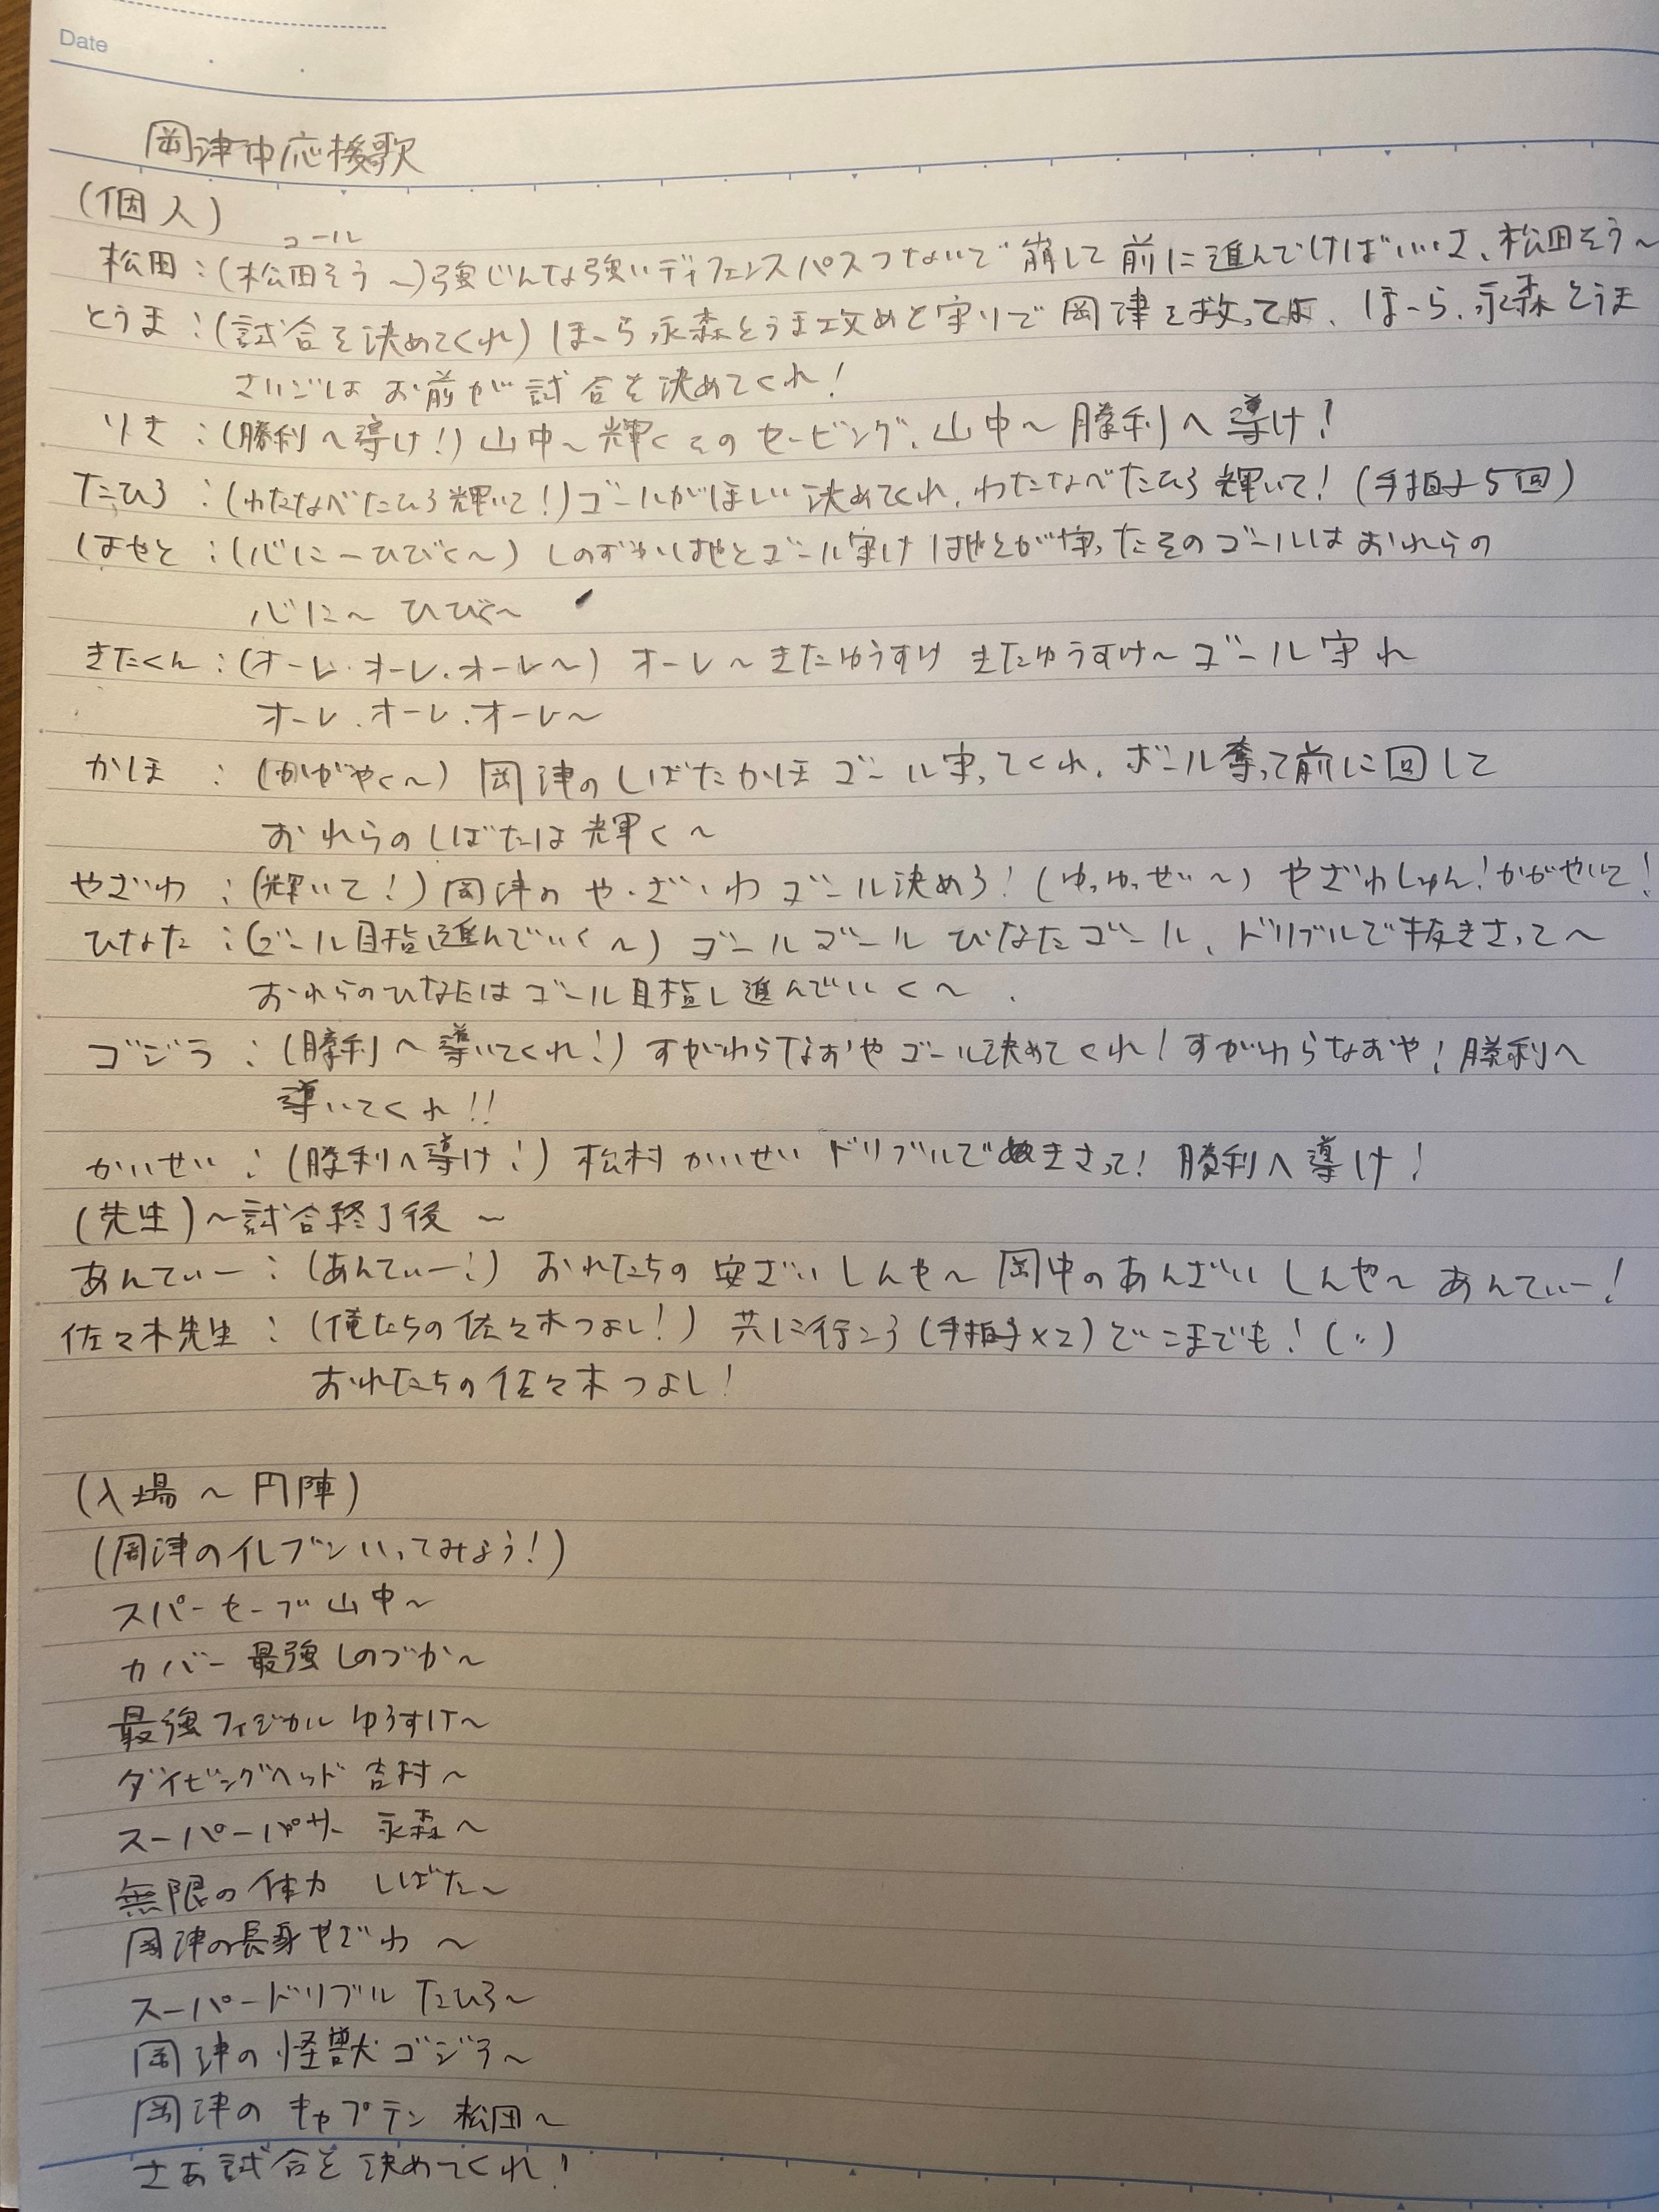 Date
岡津中応援歌
(個人)
コール
松田:(松田そう〜)強じんな強いディフェンスパスつないで崩して前に進んでけばいいさ、松田そう〜
とうま:(試合を決めてくれ)ほーら永森とうま攻めと守りで岡津を救ってよ、ほーら、永森とうま
さいごはお前が試合を決めてくれ!
りき:(勝利へ導け!)山中〜輝くそのセービング、山中〜勝利へ導け!
たひろ:(わたなべたひろ輝いて!)ゴールがほしい決めてくれ、わたなべたひろ輝いて!(手拍子5回)
はやと:(心にーひびく〜)しのずかはやとゴール守けはやとが守ったそのゴールはおれらの
心に〜ひびく〜
きたくん:(オーレ・オーレ・オーレ〜)オーレ〜きたゆうすけきたゆうすけ〜ゴール守れ
オーレ・オーレ・オーレ〜
かほ:(かがやく〜)岡津のしばたかほゴール守ってくれ、ボール奪って前に回して
おれらのしばたは輝く〜
やざわ:(輝いて!)岡津のや・ざ・わゴール決めろ!(ゆっゆっぜい〜)やざわしゅん!かがやいて!
ひなた:(ゴール目指し進んでいく〜)ゴールゴールひなたゴール、ドリブルで抜きさって〜
おれらのひなたはゴール目指し進んでいく〜
ゴジラ:(勝利へ導いてくれ!)すがわらなおやゴール決めてくれ!すがわらなおや!勝利へ
導いてくれ!!
かいせい:(勝利へ導け!)松村かいせいドリブルでぬきさって!勝利へ導け!
(先生)〜試合終了後〜
あんてぃー:(あんてぃー!)おれたちの安ざいしんや〜岡中のあんざいしんや〜あんてぃー!
佐々木先生:(俺たちの佐々木つよし!)共に行こう(手拍子×2)どこまでも!(〃)
おれたちの佐々木つよし!
(入場〜円陣)
(岡津のイレブンいってみよう!)
スパーセーブ山中〜
カバー最強しのづか〜
最強フィジカルゆうすけ〜
ダイビングヘッド吉村〜
スーパーパサー永森〜
無限の体力しばた〜
岡津の長身やざわ〜
スーパードリブルたひろ〜
岡津の怪獣ゴジラ〜
岡津のキャプテン松田〜
さぁ試合を決めてくれ!